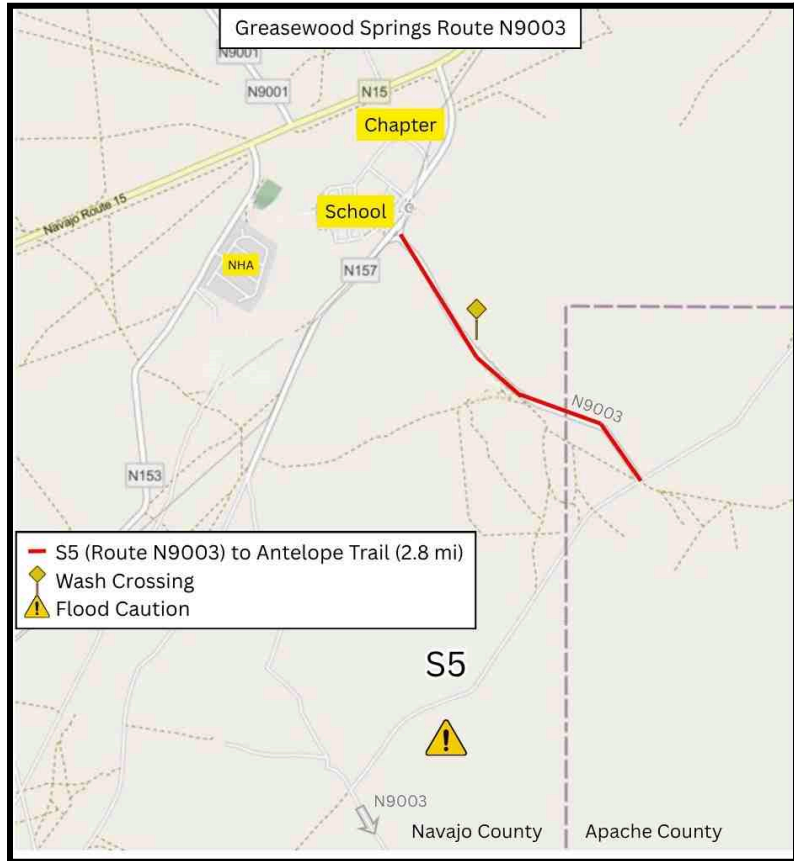 Greasewood Springs Route N9003
N9001
N9001
N15
Chapter
Navajo Route 15
School
NHA
N157
N9003
N153
S5 (Route N9003) to Antelope Trail (2.8 mi)
Wash Crossing
! Flood Caution
S5
!
N9003
Navajo County
Apache County